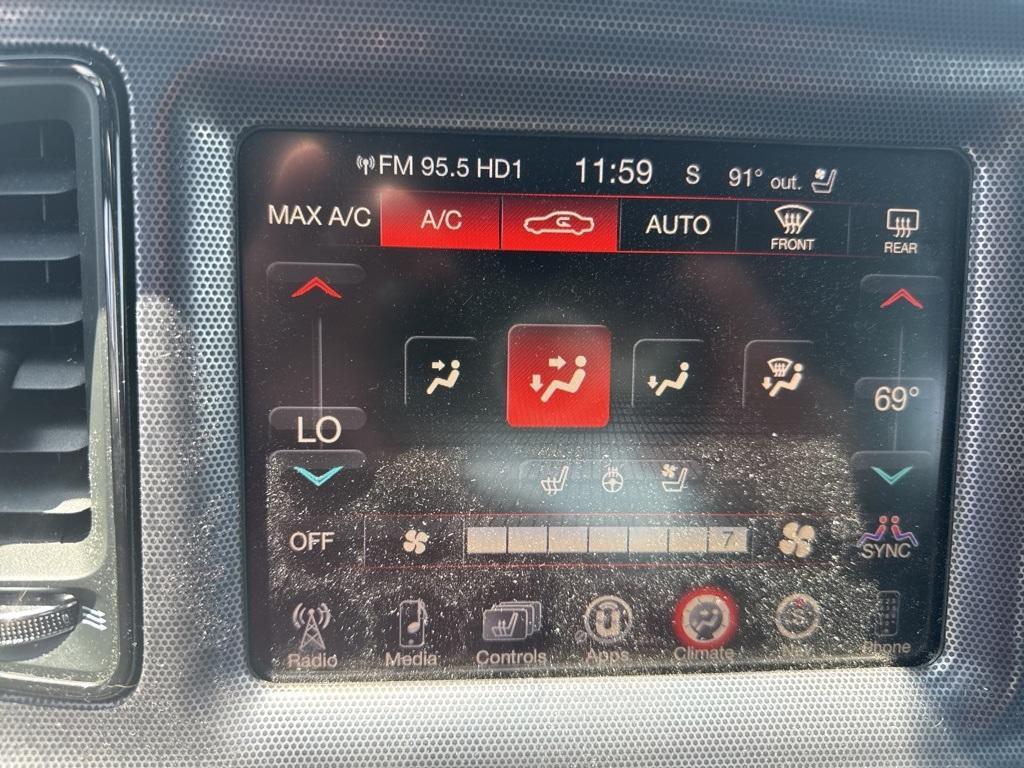 FM 95.5 HD1 11:59 S 91° out.
MAX A/C A/C AUTO FRONT REAR
LO 69°
OFF 7 SYNC
Radio Media Controls Apps Climate Nav Phone